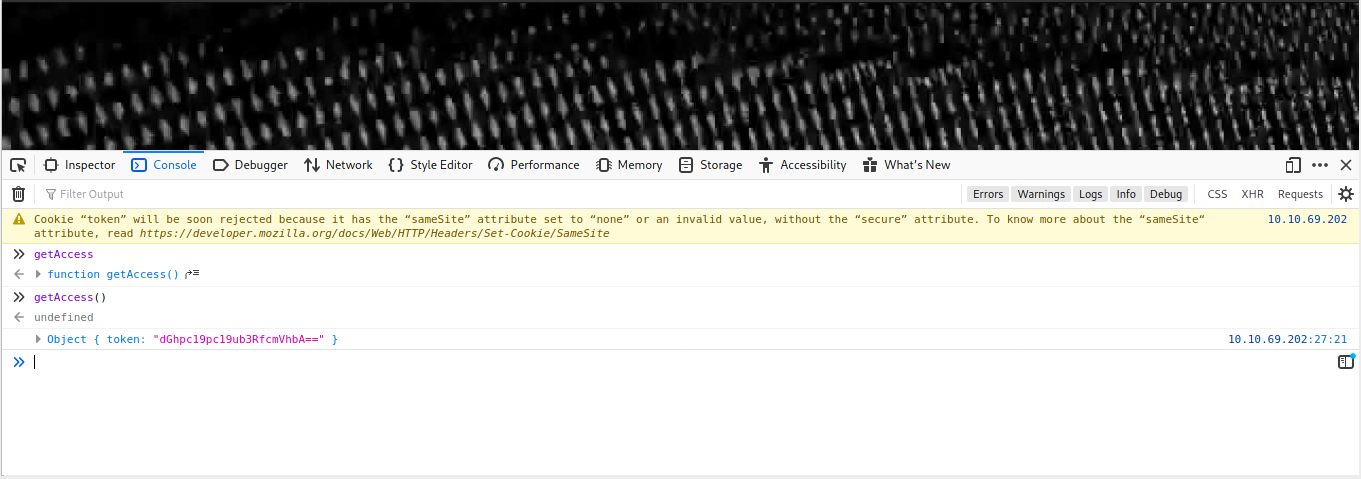 Inspector Console Debugger Network Style Editor Performance Memory Storage Accessibility What's New
Filter Output Errors Warnings Logs Info Debug CSS XHR Requests
Cookie “token” will be soon rejected because it has the “sameSite” attribute set to “none” or an invalid value, without the “secure” attribute. To know more about the “sameSite“ 10.10.69.202
attribute, read https://developer.mozilla.org/docs/Web/HTTP/Headers/Set-Cookie/SameSite
getAccess
function getAccess()
getAccess()
undefined
Object { token: "dGhpc19pc19ub3RfcmVhbA==" } 10.10.69.202:27:21